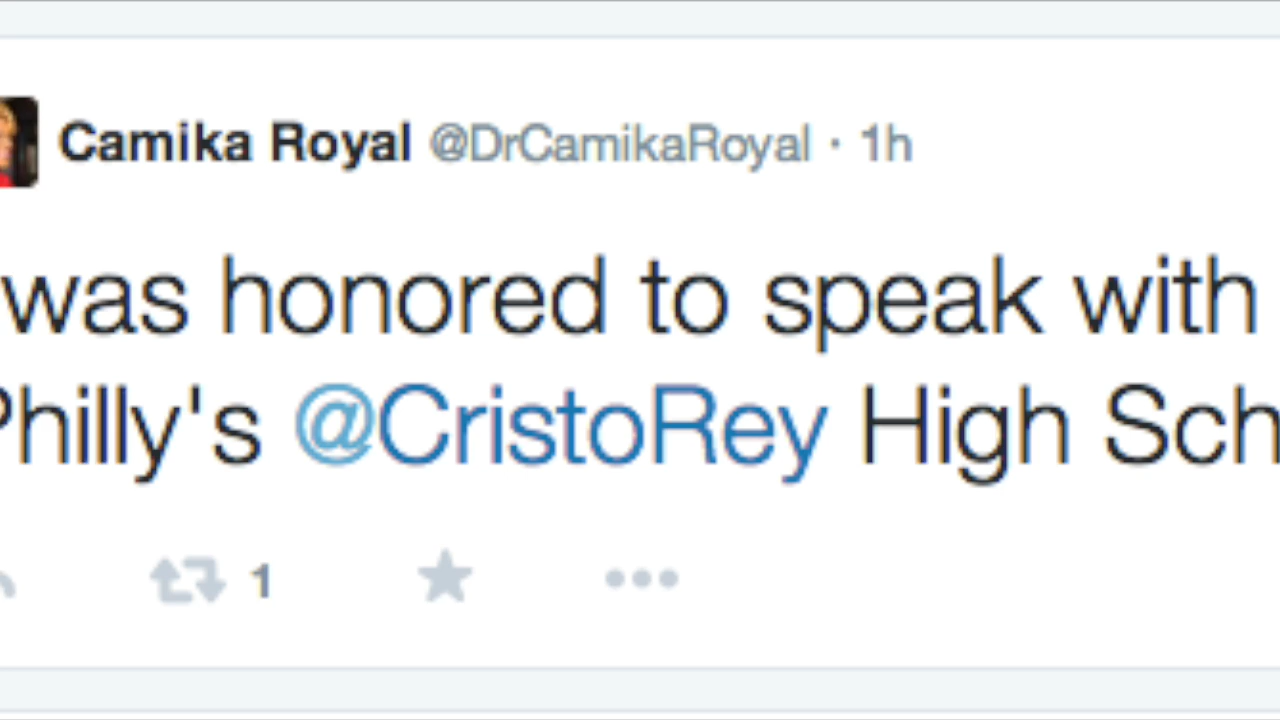 Camika Royal @DrCamikaRoyal · 1h
was honored to speak with
Philly's @CristoRey High Sch
1